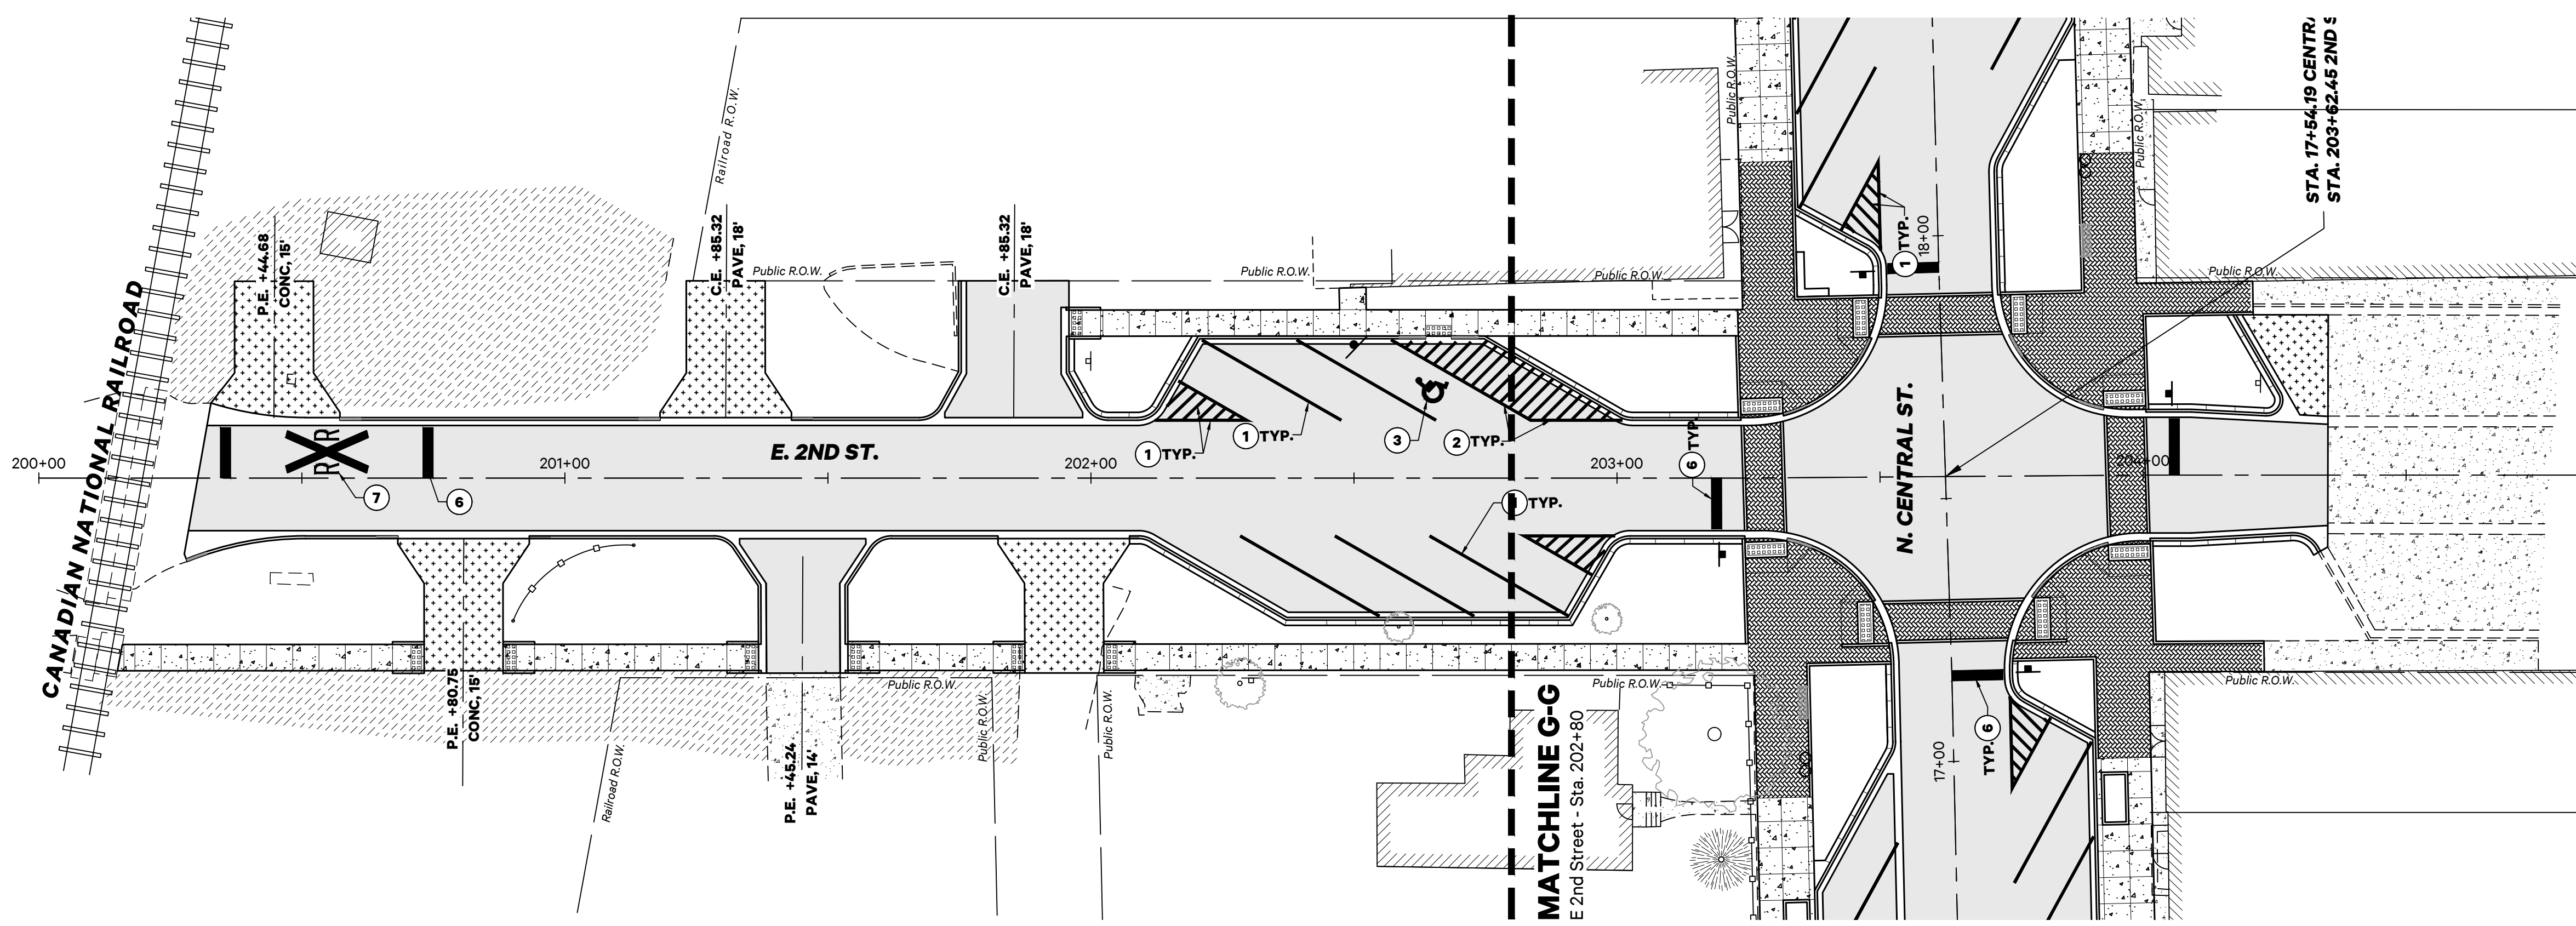 STA. 17+54.19 CENTRA
STA. 203+62.45 2ND S
Railroad R.O.W.
Public R.O.W.
Public R.O.W.
P.E. +44.68
CONC, 15'
C.E. +85.32
PAVE, 18'
C.E. +85.32
PAVE, 18'
Public R.O.W.
Public R.O.W.
Public R.O.W.
Public R.O.W.
1 TYP.
18+00
CANADIAN NATIONAL RAILROAD
R R
E. 2ND ST.
1 TYP.
1 TYP.
3
2 TYP.
6 TYP.
N. CENTRAL ST.
200+00
201+00
202+00
203+00
204+00
7
6
1 TYP.
P.E. +80.75
CONC, 15'
P.E. +45.24
PAVE, 14'
Railroad R.O.W.
Public R.O.W.
Public R.O.W.
Public R.O.W.
Public R.O.W.
Public R.O.W.
MATCHLINE G-G
E 2nd Street - Sta. 202+80
17+00
TYP. 6